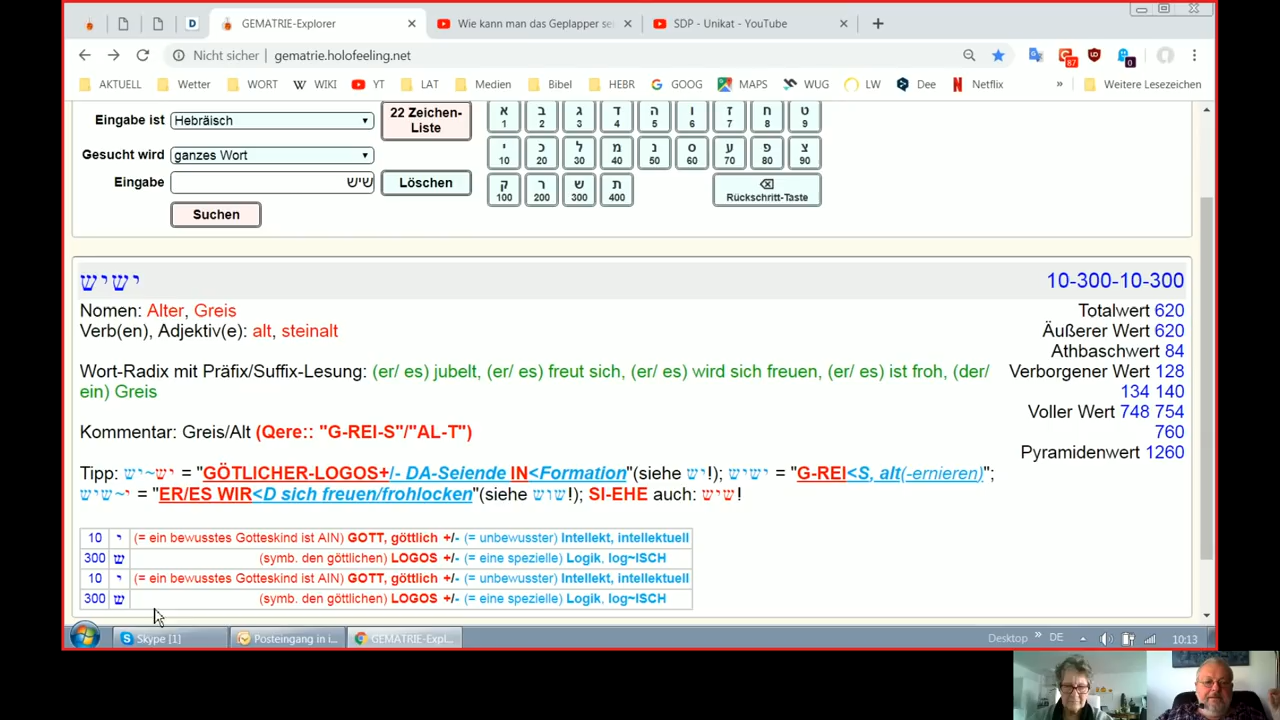 GEMATRIE-Explorer
Wie kann man das Geplapper se
SDP - Unikat - YouTube
Nicht sicher | gematrie.holofeeling.net
AKTUELL Wetter WORT WIKI YT LAT Medien Bibel HEBR GOOG MAPS WUG LW Dee Netflix » Weitere Lesezeichen
Eingabe ist Hebräisch
22 Zeichen-Liste
Gesucht wird ganzes Wort
Eingabe שיש Löschen
Suchen
א 1 ב 2 ג 3 ד 4 ה 5 ו 6 ז 7 ח 8 ט 9
י 10 כ 20 ל 30 מ 40 נ 50 ס 60 ע 70 פ 80 צ 90
ק 100 ר 200 ש 300 ת 400 Rückschritt-Taste
ישיש 10-300-10-300
Nomen: Alter, Greis
Verb(en), Adjektiv(e): alt, steinalt
Wort-Radix mit Präfix/Suffix-Lesung: (er/ es) jubelt, (er/ es) freut sich, (er/ es) wird sich freuen, (er/ es) ist froh, (der/
ein) Greis
Kommentar: Greis/Alt (Qere:: "G-REI-S"/"AL-T")
Tipp: יש~יש = "GÖTLICHER-LOGOS+/- DA-Seiende IN<Formation"(siehe יש!); ישיש = "G-REI<S, alt(-ernieren)";
י~שיש = "ER/ES WIR<D sich freuen/frohlocken"(siehe שוש!); SI-EHE auch: שיש!
Totalwert 620
Äußerer Wert 620
Athbaschwert 84
Verborgener Wert 128
134 140
Voller Wert 748 754
760
Pyramidenwert 1260
10 י (= ein bewusstes Gotteskind ist AIN) GOTT, göttlich +/- (= unbewusster) Intellekt, intellektuell
300 ש (symb. den göttlichen) LOGOS +/- (= eine spezielle) Logik, log~ISCH
10 י (= ein bewusstes Gotteskind ist AIN) GOTT, göttlich +/- (= unbewusster) Intellekt, intellektuell
300 ש (symb. den göttlichen) LOGOS +/- (= eine spezielle) Logik, log~ISCH
Skype [1] Posteingang in i... GEMATRIE-Expl... Desktop » DE 10:13